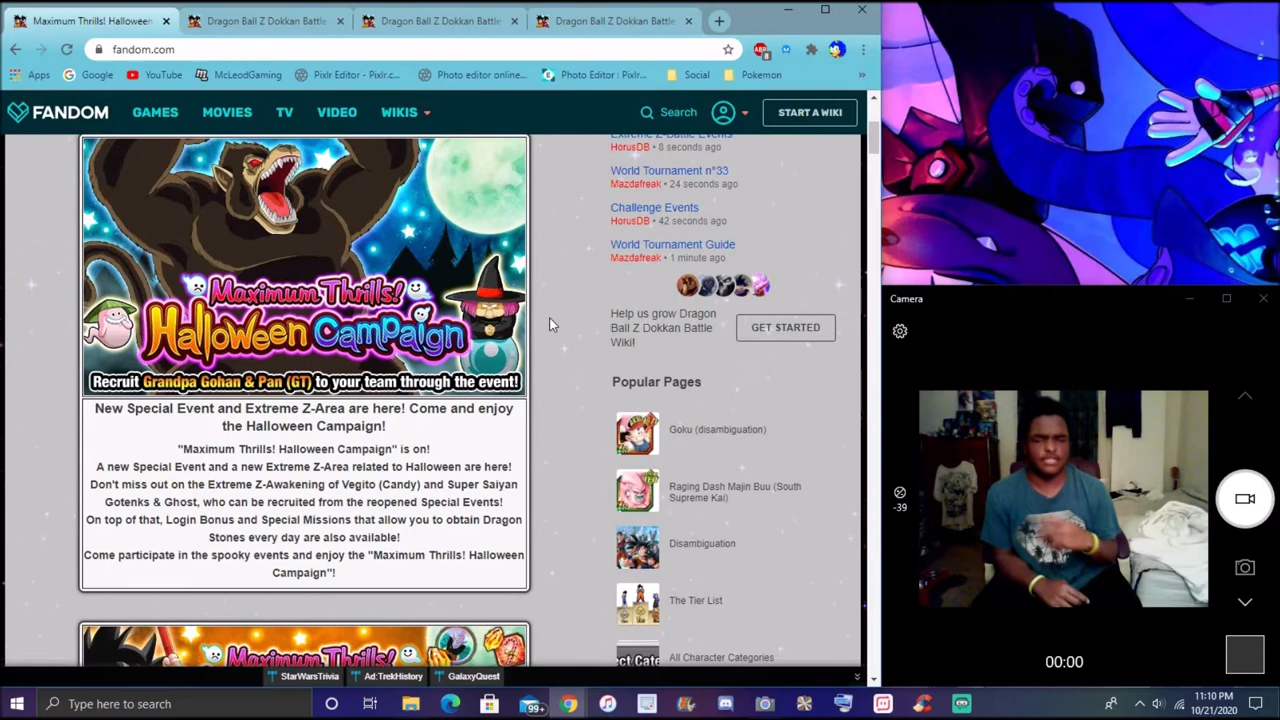 Maximum Thrills! Halloween
Dragon Ball Z Dokkan Battle
Dragon Ball Z Dokkan Battle
Dragon Ball Z Dokkan Battle
fandom.com
ABP
8
Apps
Google
YouTube
McLeodGaming
Pixlr Editor - Pixlr.c...
Photo editor online...
Photo Editor : Pixlr...
Social
Pokemon
»
FANDOM
GAMES
MOVIES
TV
VIDEO
WIKIS
Search
START A WIKI
Maximum Thrills!
Halloween Campaign
Recruit Grandpa Gohan & Pan (GT) to your team through the event!
New Special Event and Extreme Z-Area are here! Come and enjoy
the Halloween Campaign!
"Maximum Thrills! Halloween Campaign" is on!
A new Special Event and a new Extreme Z-Area related to Halloween are here!
Don't miss out on the Extreme Z-Awakening of Vegito (Candy) and Super Saiyan
Gotenks & Ghost, who can be recruited from the reopened Special Events!
On top of that, Login Bonus and Special Missions that allow you to obtain Dragon
Stones every day are also available!
Come participate in the spooky events and enjoy the "Maximum Thrills! Halloween
Campaign"!
Maximum Thrills!
Extreme Z-Battle Events
HorusDB • 8 seconds ago
World Tournament n°33
Mazdafreak • 24 seconds ago
Challenge Events
HorusDB • 42 seconds ago
World Tournament Guide
Mazdafreak • 1 minute ago
Help us grow Dragon
Ball Z Dokkan Battle
Wiki!
GET STARTED
Popular Pages
Goku (disambiguation)
Raging Dash Majin Buu (South
Supreme Kai)
Disambiguation
The Tier List
ect Cate
All Character Categories
StarWarsTrivia
Ad:TrekHistory
GalaxyQuest
Camera
-39
00:00
Type here to search
99+
11:10 PM
10/21/2020